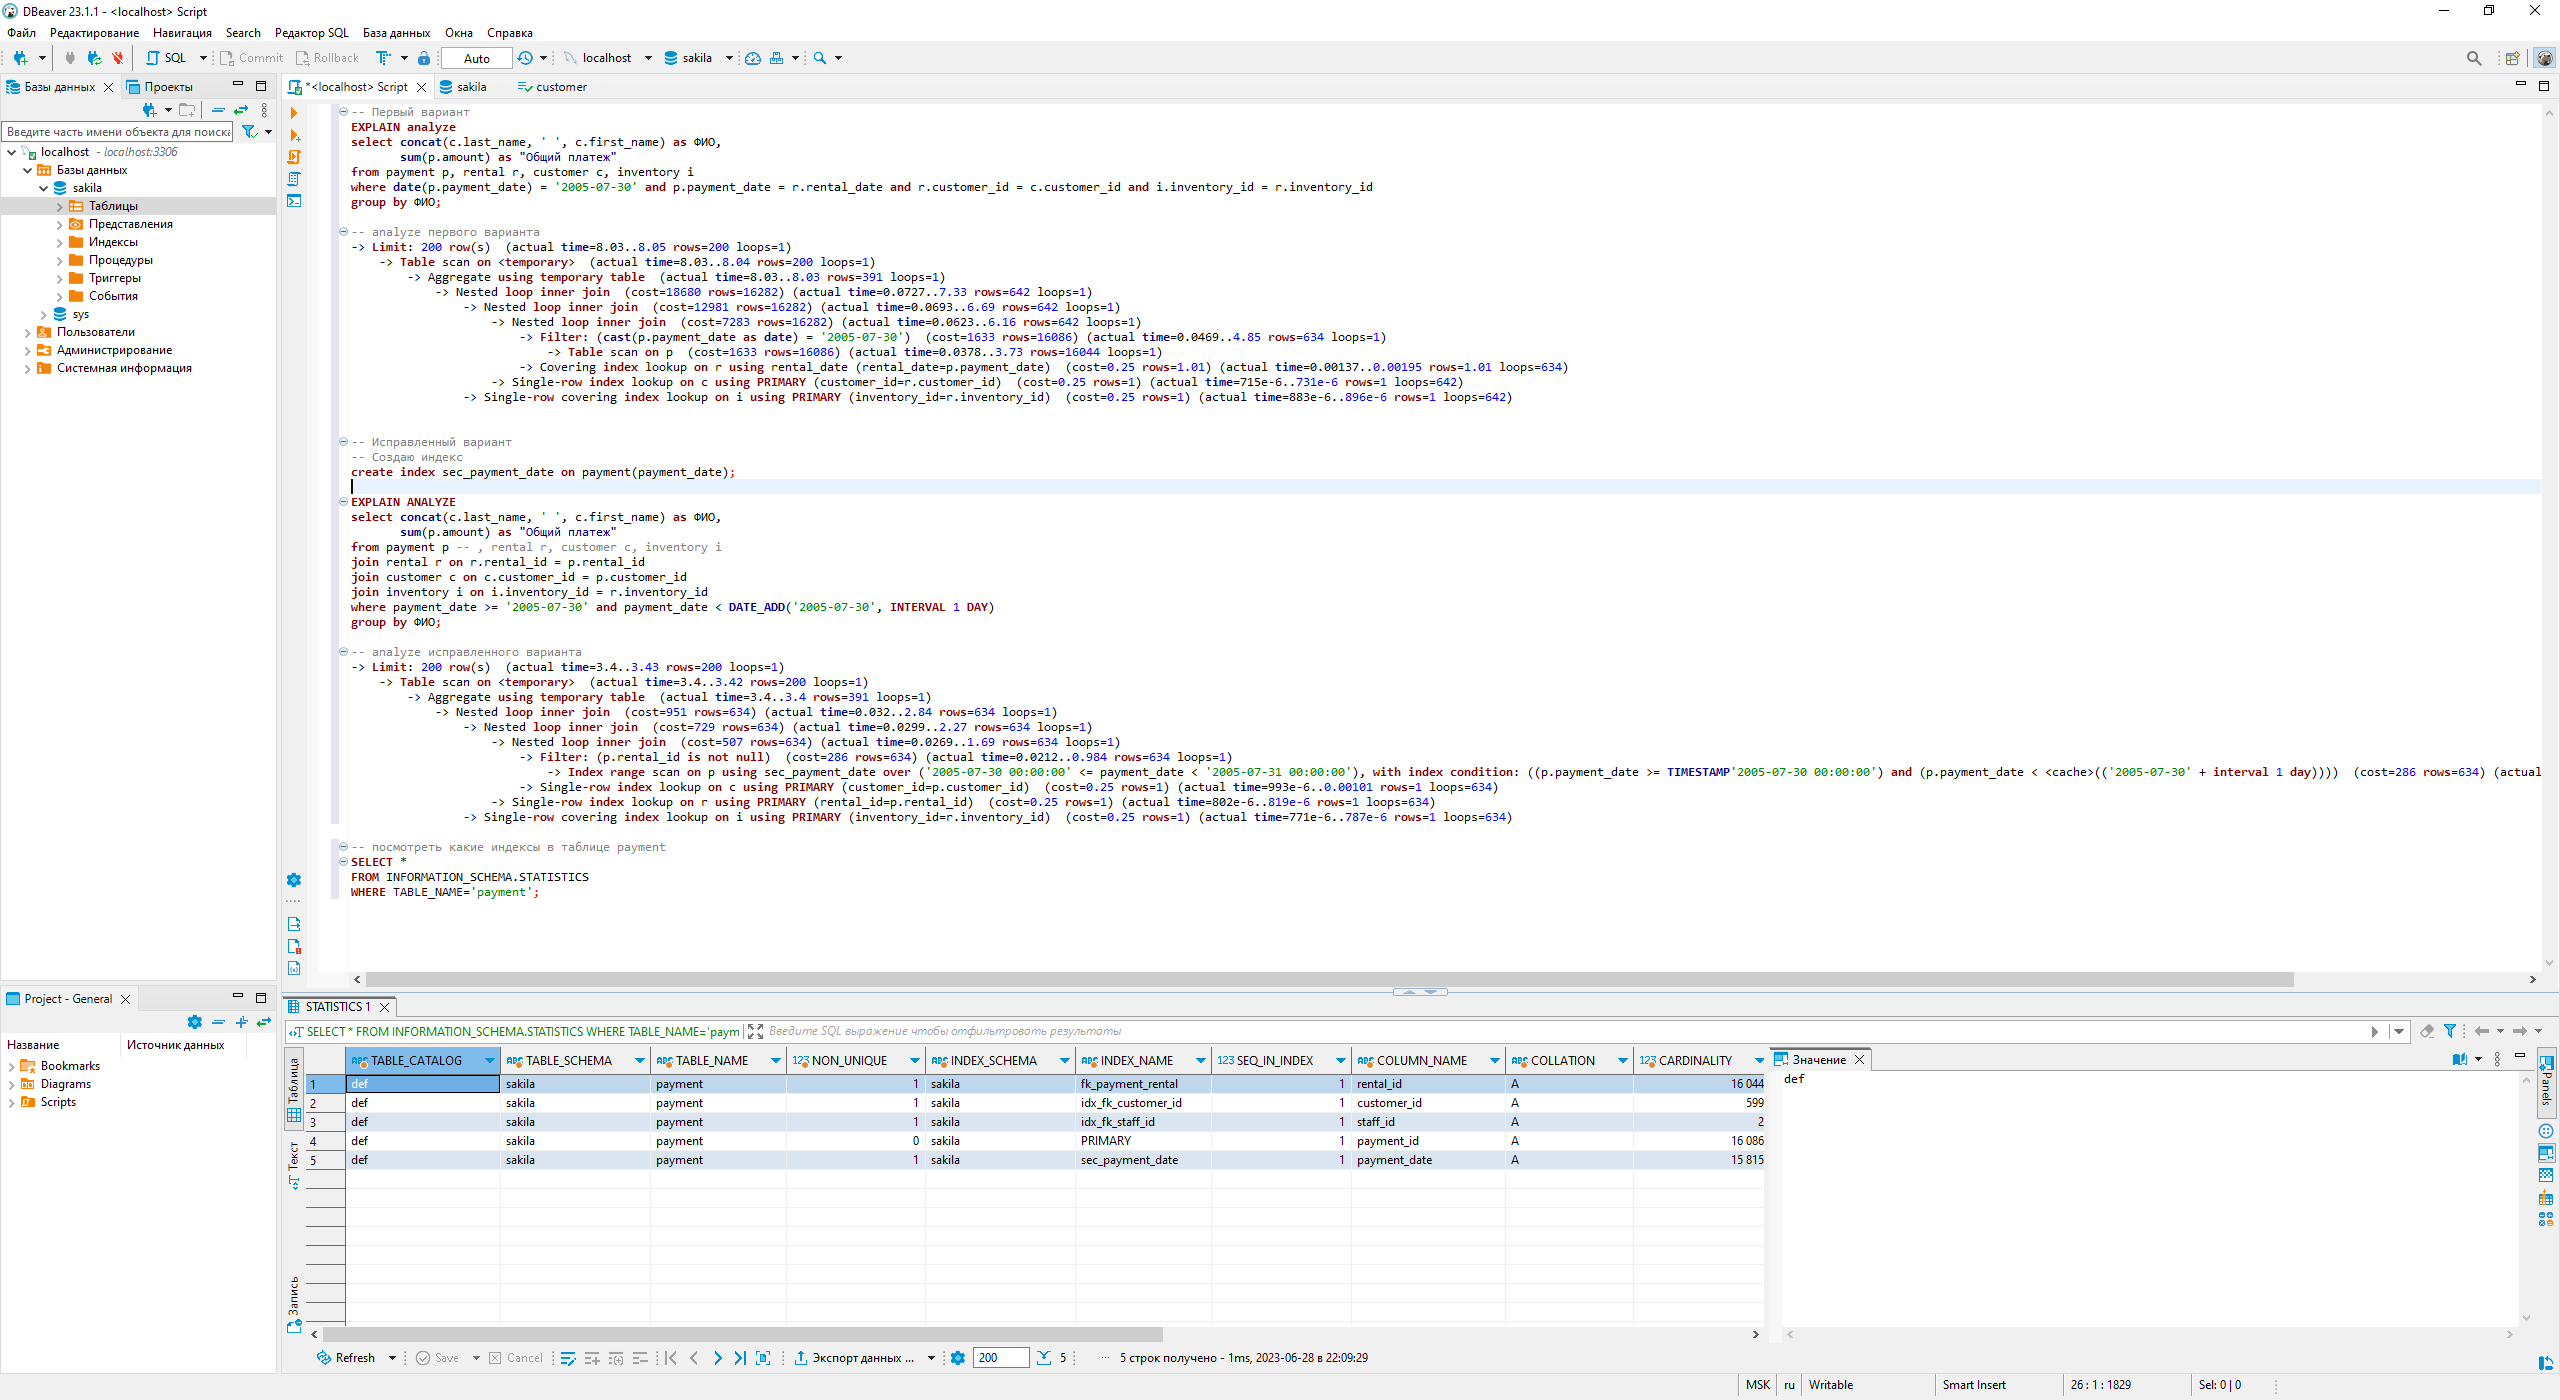 DBeaver 23.1.1 - <localhost> Script
Файл Редактирование Навигация Search Редактор SQL База данных Окна Справка
SQL Commit Rollback Auto localhost sakila
Базы данных Проекты
Введите часть имени объекта для поиска
localhost - localhost:3306
Базы данных
sakila
Таблицы
Представления
Индексы
Процедуры
Триггеры
События
sys
Пользователи
Администрирование
Системная информация
Project - General
Название Источник данных
Bookmarks
Diagrams
Scripts
*<localhost> Script sakila customer
-- Первый вариант
EXPLAIN analyze
select concat(c.last_name, ' ', c.first_name) as ФИО,
sum(p.amount) as "Общий платеж"
from payment p, rental r, customer c, inventory i
where date(p.payment_date) = '2005-07-30' and p.payment_date = r.rental_date and r.customer_id = c.customer_id and i.inventory_id = r.inventory_id
group by ФИО;
-- analyze первого варианта
-> Limit: 200 row(s) (actual time=8.03..8.05 rows=200 loops=1)
-> Table scan on <temporary> (actual time=8.03..8.04 rows=200 loops=1)
-> Aggregate using temporary table (actual time=8.03..8.03 rows=391 loops=1)
-> Nested loop inner join (cost=18680 rows=16282) (actual time=0.0727..7.33 rows=642 loops=1)
-> Nested loop inner join (cost=12981 rows=16282) (actual time=0.0693..6.69 rows=642 loops=1)
-> Nested loop inner join (cost=7283 rows=16282) (actual time=0.0623..6.16 rows=642 loops=1)
-> Filter: (cast(p.payment_date as date) = '2005-07-30') (cost=1633 rows=16086) (actual time=0.0469..4.85 rows=634 loops=1)
-> Table scan on p (cost=1633 rows=16086) (actual time=0.0378..3.73 rows=16044 loops=1)
-> Covering index lookup on r using rental_date (rental_date=p.payment_date) (cost=0.25 rows=1.01) (actual time=0.00137..0.00195 rows=1.01 loops=634)
-> Single-row index lookup on c using PRIMARY (customer_id=r.customer_id) (cost=0.25 rows=1) (actual time=715e-6..731e-6 rows=1 loops=642)
-> Single-row covering index lookup on i using PRIMARY (inventory_id=r.inventory_id) (cost=0.25 rows=1) (actual time=883e-6..896e-6 rows=1 loops=642)
-- Исправленный вариант
-- Создаю индекс
create index sec_payment_date on payment(payment_date);
EXPLAIN ANALYZE
select concat(c.last_name, ' ', c.first_name) as ФИО,
sum(p.amount) as "Общий платеж"
from payment p -- , rental r, customer c, inventory i
join rental r on r.rental_id = p.rental_id
join customer c on c.customer_id = p.customer_id
join inventory i on i.inventory_id = r.inventory_id
where payment_date >= '2005-07-30' and payment_date < DATE_ADD('2005-07-30', INTERVAL 1 DAY)
group by ФИО;
-- analyze исправленного варианта
-> Limit: 200 row(s) (actual time=3.4..3.43 rows=200 loops=1)
-> Table scan on <temporary> (actual time=3.4..3.42 rows=200 loops=1)
-> Aggregate using temporary table (actual time=3.4..3.4 rows=391 loops=1)
-> Nested loop inner join (cost=951 rows=634) (actual time=0.032..2.84 rows=634 loops=1)
-> Nested loop inner join (cost=729 rows=634) (actual time=0.0299..2.27 rows=634 loops=1)
-> Nested loop inner join (cost=507 rows=634) (actual time=0.0269..1.69 rows=634 loops=1)
-> Filter: (p.rental_id is not null) (cost=286 rows=634) (actual time=0.0212..0.984 rows=634 loops=1)
-> Index range scan on p using sec_payment_date over ('2005-07-30 00:00:00' <= payment_date < '2005-07-31 00:00:00'), with index condition: ((p.payment_date >= TIMESTAMP'2005-07-30 00:00:00') and (p.payment_date < <cache>(('2005-07-30' + interval 1 day)))) (cost=286 rows=634) (actual
-> Single-row index lookup on c using PRIMARY (customer_id=p.customer_id) (cost=0.25 rows=1) (actual time=993e-6..0.00101 rows=1 loops=634)
-> Single-row index lookup on r using PRIMARY (rental_id=p.rental_id) (cost=0.25 rows=1) (actual time=802e-6..819e-6 rows=1 loops=634)
-> Single-row covering index lookup on i using PRIMARY (inventory_id=r.inventory_id) (cost=0.25 rows=1) (actual time=771e-6..787e-6 rows=1 loops=634)
-- посмотреть какие индексы в таблице payment
SELECT *
FROM INFORMATION_SCHEMA.STATISTICS
WHERE TABLE_NAME='payment';
STATISTICS 1
SELECT * FROM INFORMATION_SCHEMA.STATISTICS WHERE TABLE_NAME='paym Введите SQL выражение чтобы отфильтровать результаты
Таблица
Текст
Запись
ABC TABLE_CATALOG ABC TABLE_SCHEMA ABC TABLE_NAME 123 NON_UNIQUE ABC INDEX_SCHEMA ABC INDEX_NAME 123 SEQ_IN_INDEX ABC COLUMN_NAME ABC COLLATION 123 CARDINALITY
1 def sakila payment 1 sakila fk_payment_rental 1 rental_id A 16 044
2 def sakila payment 1 sakila idx_fk_customer_id 1 customer_id A 599
3 def sakila payment 1 sakila idx_fk_staff_id 1 staff_id A 2
4 def sakila payment 0 sakila PRIMARY 1 payment_id A 16 086
5 def sakila payment 1 sakila sec_payment_date 1 payment_date A 15 815
Значение
def
Panels
Refresh Save Cancel Экспорт данных ... 200 5 ... 5 строк получено - 1ms, 2023-06-28 в 22:09:29
MSK ru Writable Smart Insert 26 : 1 : 1829 Sel: 0 | 0